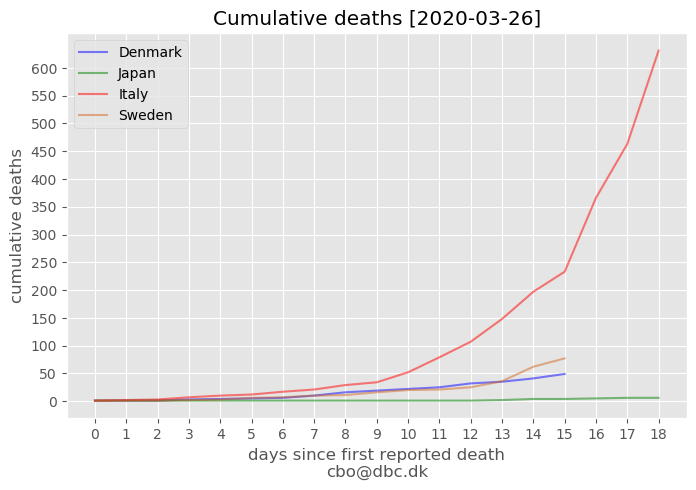 Cumulative deaths [2020-03-26]
Denmark
Japan
Italy
Sweden
cumulative deaths
600
550
500
450
400
350
300
250
200
150
100
50
0
0 1 2 3 4 5 6 7 8 9 10 11 12 13 14 15 16 17 18
days since first reported death
cbo@dbc.dk